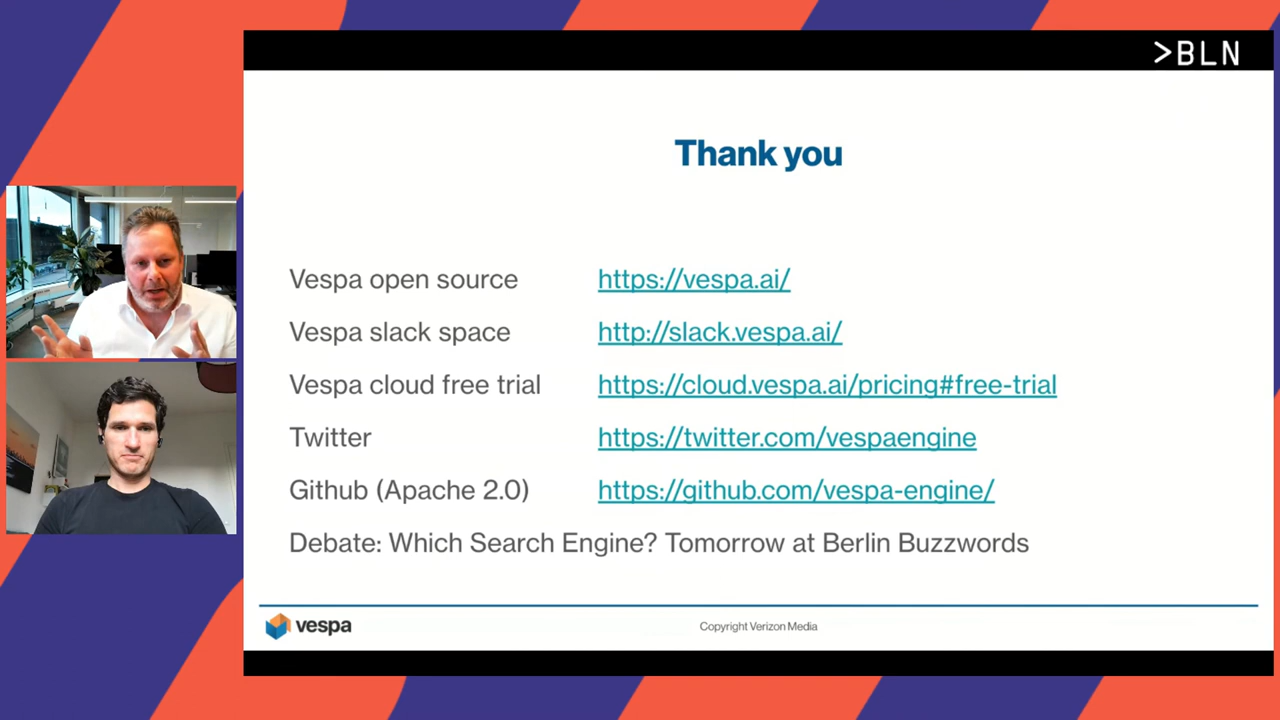 >BLN
Thank you
Vespa open source https://vespa.ai/
Vespa slack space http://slack.vespa.ai/
Vespa cloud free trial https://cloud.vespa.ai/pricing#free-trial
Twitter https://twitter.com/vespaengine
Github (Apache 2.0) https://github.com/vespa-engine/
Debate: Which Search Engine? Tomorrow at Berlin Buzzwords
vespa Copyright Verizon Media